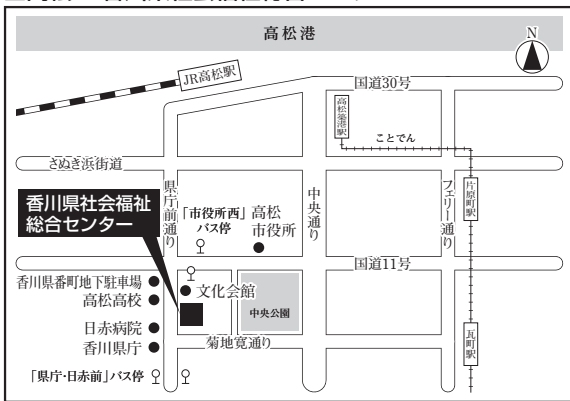 高松港
N
JR高松駅
国道30号
高松築港駅
ことでん
さぬき浜街道
県庁前通り
中央通り
フェリー通り
片原町駅
香川県社会福祉
総合センター
「市役所西」
バス停
高松
市役所
国道11号
香川県番町地下駐車場
高松高校
文化会館
中央公園
日赤病院
香川県庁
菊地寛通り
瓦町駅
「県庁・日赤前」バス停